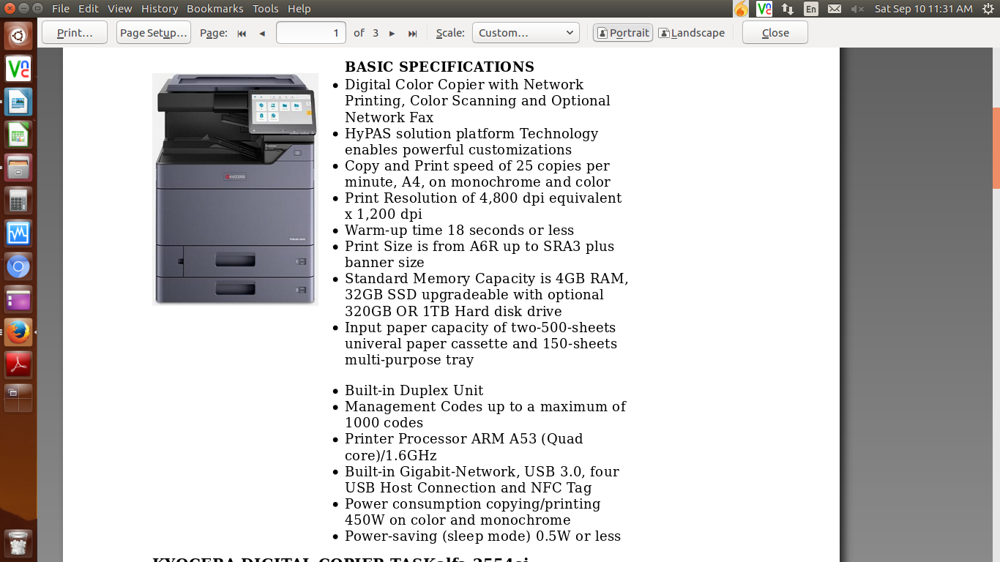 File Edit View History Bookmarks Tools Help
En
Sat Sep 10 11:31 AM
Print... Page Setup... Page: 1 of 3 Scale: Custom... Portrait Landscape Close
BASIC SPECIFICATIONS
• Digital Color Copier with Network
Printing, Color Scanning and Optional
Network Fax
• HyPAS solution platform Technology
enables powerful customizations
• Copy and Print speed of 25 copies per
minute, A4, on monochrome and color
• Print Resolution of 4,800 dpi equivalent
x 1,200 dpi
• Warm-up time 18 seconds or less
• Print Size is from A6R up to SRA3 plus
banner size
• Standard Memory Capacity is 4GB RAM,
32GB SSD upgradeable with optional
320GB OR 1TB Hard disk drive
• Input paper capacity of two-500-sheets
univeral paper cassette and 150-sheets
multi-purpose tray
• Built-in Duplex Unit
• Management Codes up to a maximum of
1000 codes
• Printer Processor ARM A53 (Quad
core)/1.6GHz
• Built-in Gigabit-Network, USB 3.0, four
USB Host Connection and NFC Tag
• Power consumption copying/printing
450W on color and monochrome
• Power-saving (sleep mode) 0.5W or less
KYOCERA DIGITAL COPIER TASKalfa 2554ci
KYOCERA